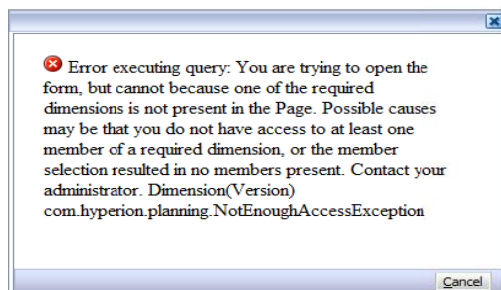 Error executing query: You are trying to open the
form, but cannot because one of the required
dimensions is not present in the Page. Possible causes
may be that you do not have access to at least one
member of a required dimension, or the member
selection resulted in no members present. Contact your
administrator. Dimension(Version)
com.hyperion.planning.NotEnoughAccessException
Cancel